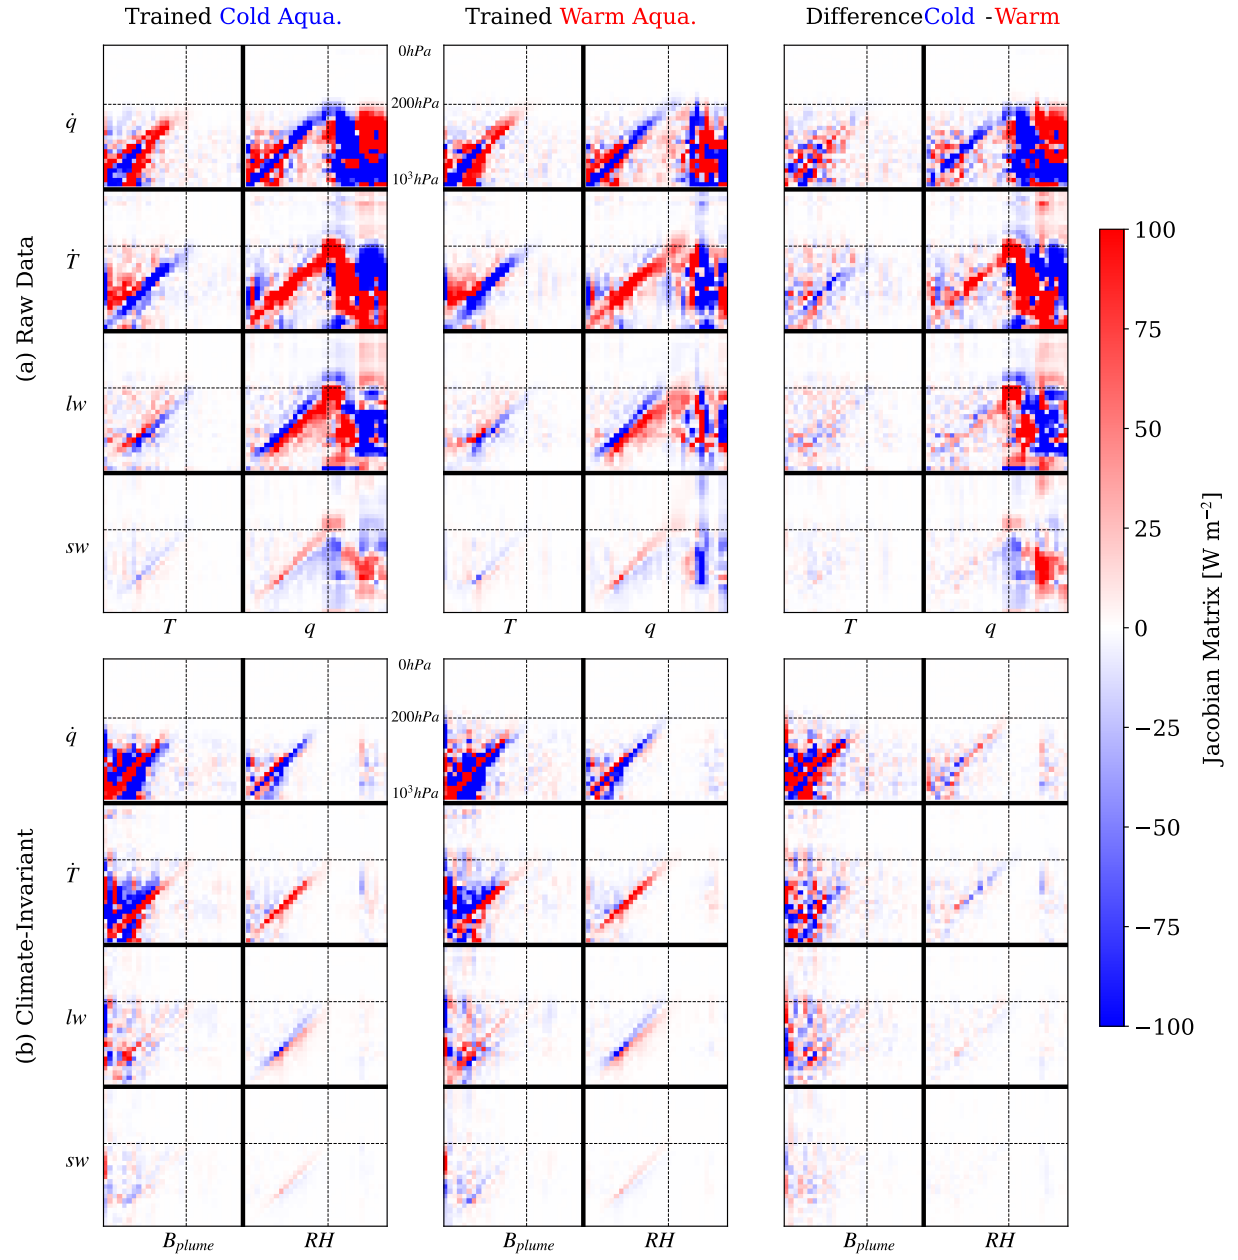 Trained Cold Aqua.
Trained Warm Aqua.
DifferenceCold -Warm
(a) Raw Data
q̇
Ṫ
lw
sw
0hPa
200hPa
10³hPa
T
q
T
q
T
q
(b) Climate-Invariant
q̇
Ṫ
lw
sw
0hPa
200hPa
10³hPa
B_plume
RH
B_plume
RH
B_plume
RH
100
75
50
25
0
−25
−50
−75
−100
Jacobian Matrix [W m⁻²]